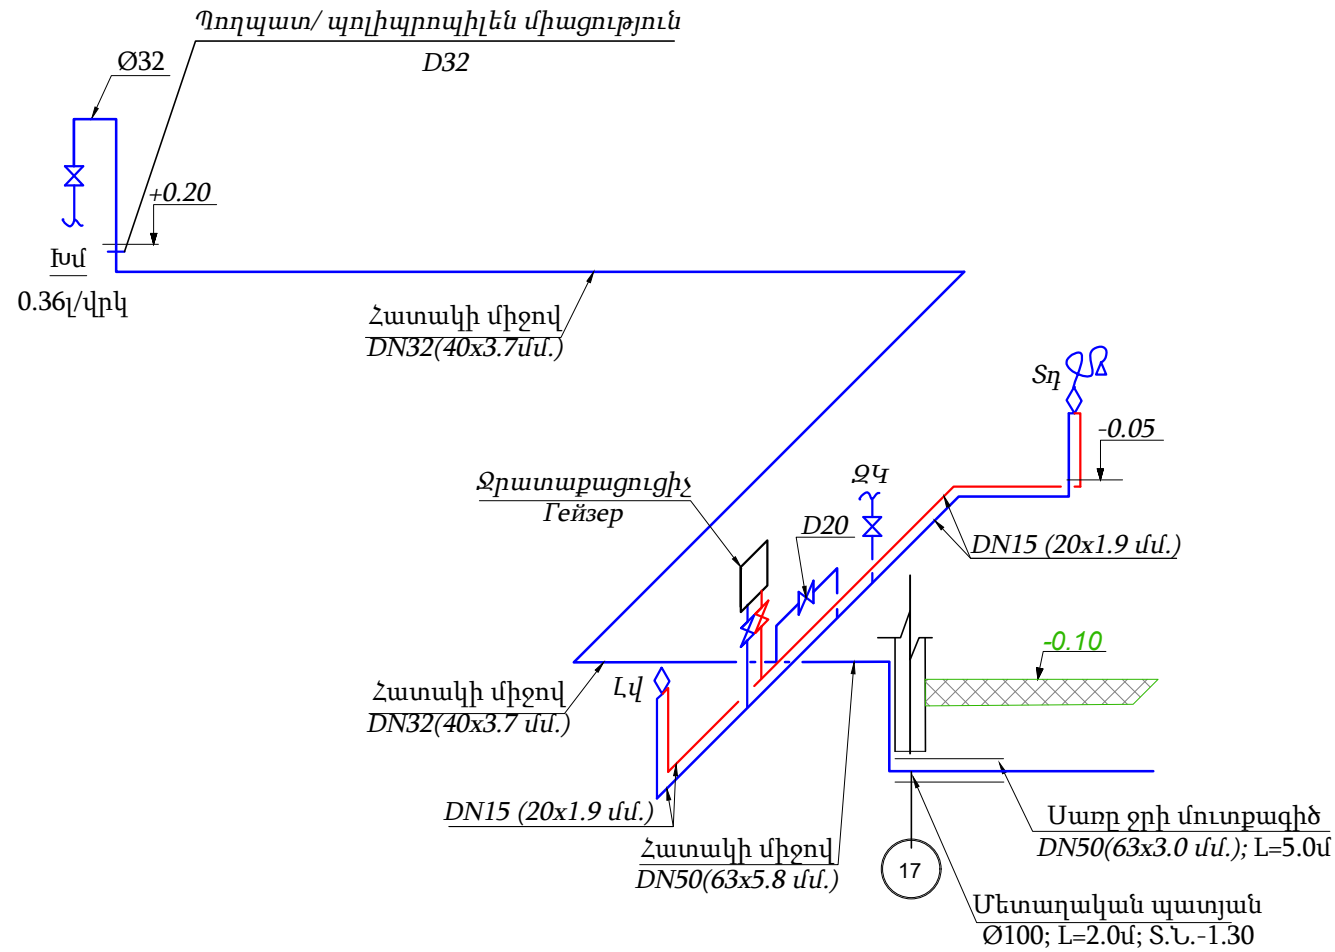 Պողպատ/ պոլիպրոպիլեն միացություն
D32
Ø32
+0.20
Խմ
0.36լ/վրկ
Հատակի միջով
DN32(40x3.7մմ.)
Տղ
-0.05
Ջրատաքացուցիչ
Гейзер
ԶԿ
D20
DN15 (20x1.9 մմ.)
-0.10
Լվ
Հատակի միջով
DN32(40x3.7 մմ.)
DN15 (20x1.9 մմ.)
Սառը ջրի մուտքագիծ
DN50(63x3.0 մմ.); L=5.0մ
Հատակի միջով
DN50(63x5.8 մմ.)
17
Մետաղական պատյան
Ø100; L=2.0մ; Տ.Ն.-1.30